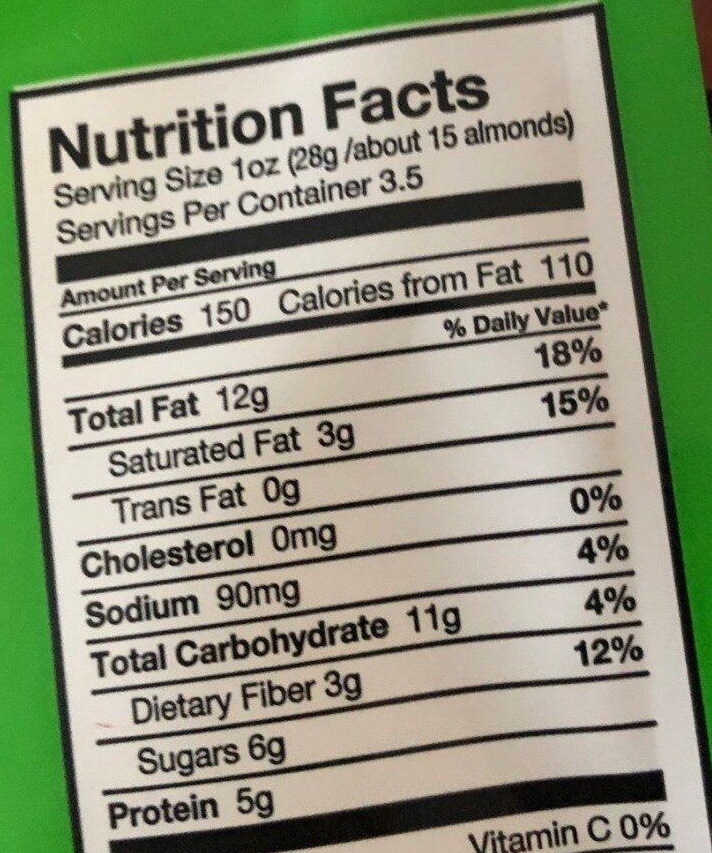 Nutrition Facts
Serving Size 1oz (28g /about 15 almonds)
Servings Per Container 3.5
Amount Per Serving
Calories 150 Calories from Fat 110
% Daily Value*
Total Fat 12g 18%
Saturated Fat 3g 15%
Trans Fat 0g
Cholesterol 0mg 0%
Sodium 90mg 4%
Total Carbohydrate 11g 4%
Dietary Fiber 3g 12%
Sugars 6g
Protein 5g
Vitamin C 0%